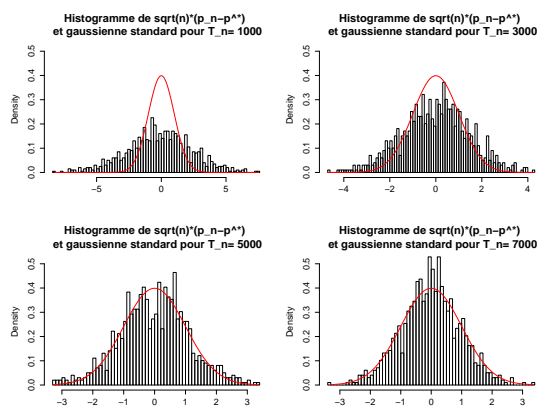 Histogramme de sqrt(n)*(p_n−p^*)
et gaussienne standard pour T_n= 1000
Density
0.0 0.1 0.2 0.3 0.4 0.5
−5 0 5
Histogramme de sqrt(n)*(p_n−p^*)
et gaussienne standard pour T_n= 3000
Density
0.0 0.1 0.2 0.3 0.4 0.5
−4 −2 0 2 4
Histogramme de sqrt(n)*(p_n−p^*)
et gaussienne standard pour T_n= 5000
Density
0.0 0.1 0.2 0.3 0.4 0.5
−3 −2 −1 0 1 2 3
Histogramme de sqrt(n)*(p_n−p^*)
et gaussienne standard pour T_n= 7000
Density
0.0 0.1 0.2 0.3 0.4 0.5
−3 −2 −1 0 1 2 3